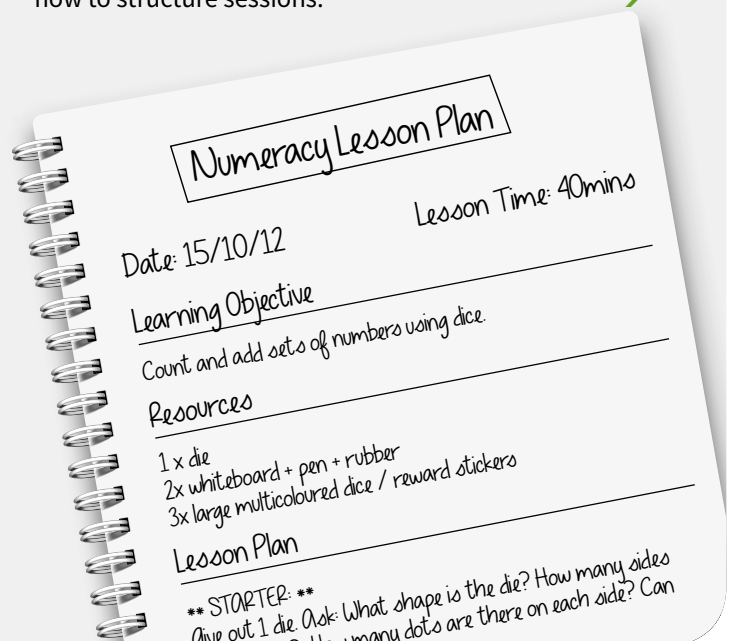 how to structure sessions.
Numeracy Lesson Plan
Lesson Time: 40mins
Date: 15/10/12
Learning Objective
Count and add sets of numbers using dice.
Resources
1 x die
2x whiteboard + pen + rubber
3x large multicoloured dice / reward stickers
Lesson Plan
** STARTER: **
Give out 1 die. Ask: What shape is the die? How many sides
many dots are there on each side? Can